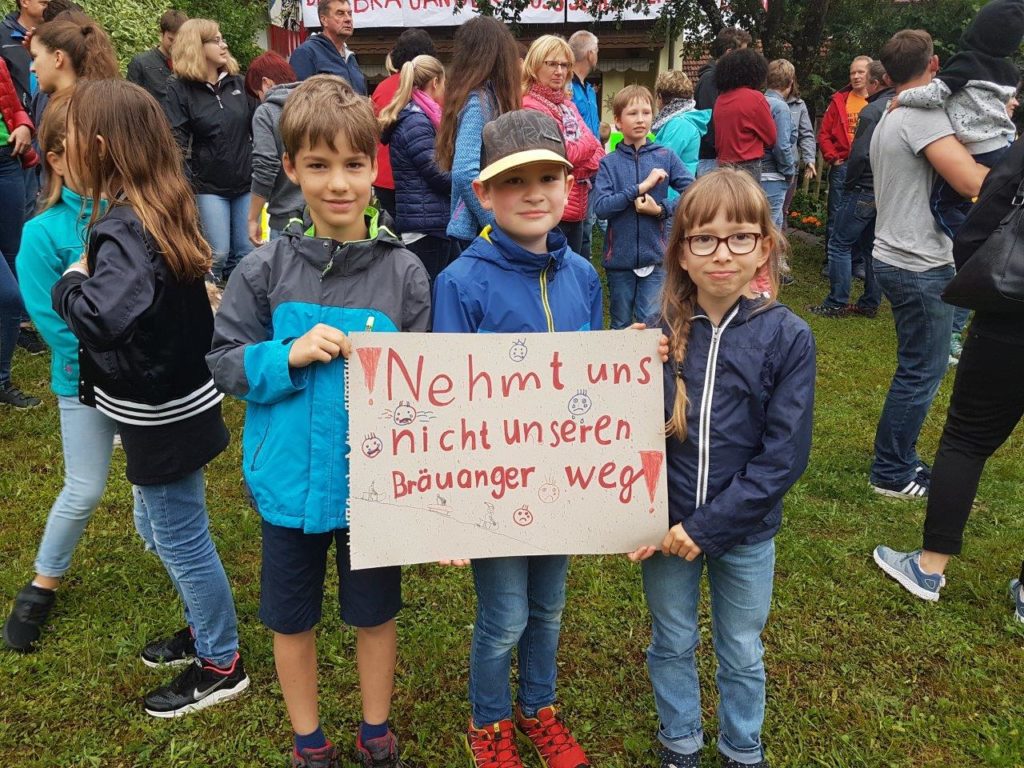 !Nehmt uns
nicht unseren
Bräuanger weg!